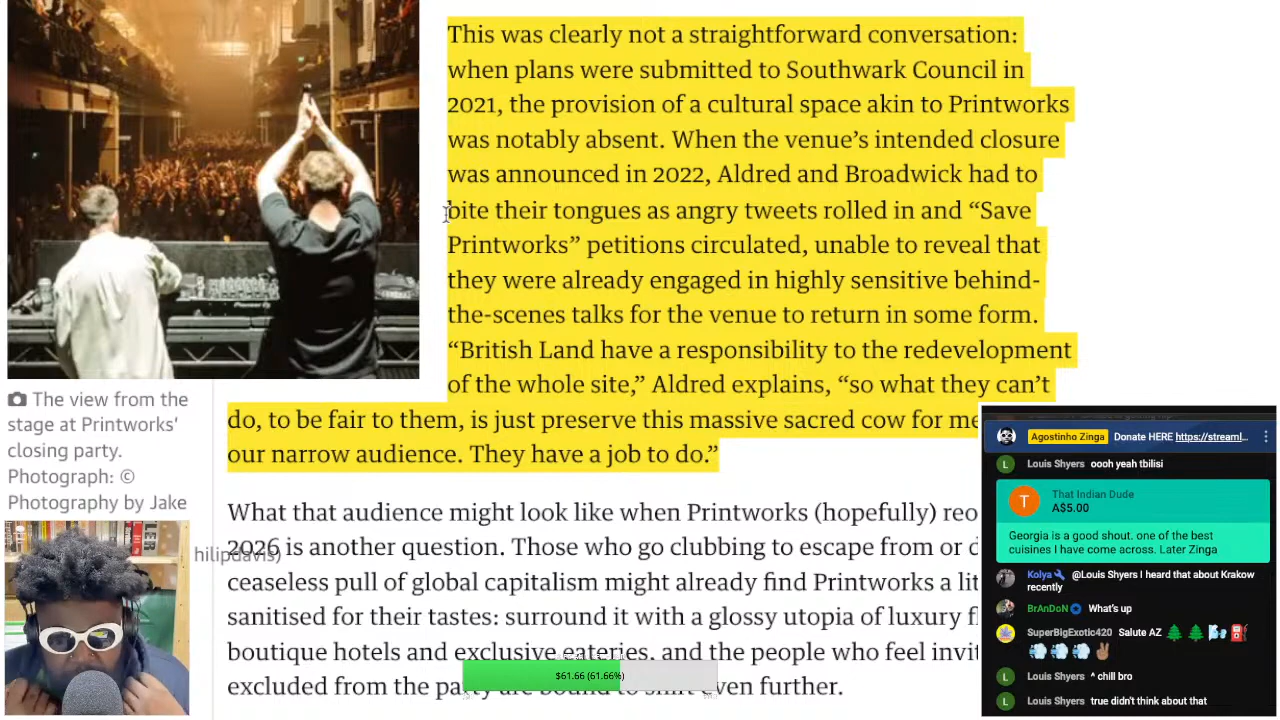 This was clearly not a straightforward conversation:
when plans were submitted to Southwark Council in
2021, the provision of a cultural space akin to Printworks
was notably absent. When the venue's intended closure
was announced in 2022, Aldred and Broadwick had to
bite their tongues as angry tweets rolled in and “Save
Printworks” petitions circulated, unable to reveal that
they were already engaged in highly sensitive behind-
the-scenes talks for the venue to return in some form.
“British Land have a responsibility to the redevelopment
of the whole site,” Aldred explains, “so what they can't
do, to be fair to them, is just preserve this massive sacred cow for me
our narrow audience. They have a job to do.”
The view from the
stage at Printworks'
closing party.
Photograph: ©
Photography by Jake
hilipdavis)
What that audience might look like when Printworks (hopefully) reo
2026 is another question. Those who go clubbing to escape from or d
ceaseless pull of global capitalism might already find Printworks a lit
sanitised for their tastes: surround it with a glossy utopia of luxury f
boutique hotels and exclusive eateries, and the people who feel invit
excluded from the party are bound to shift even further.
$61.66 (61.66%)
Agostinho Zinga Donate HERE https://streaml...
L Louis Shyers oooh yeah tbilisi
T That Indian Dude
A$5.00
Georgia is a good shout. one of the best
cuisines I have come across. Later Zinga
Kolya @Louis Shyers I heard that about Krakow
recently
BrAnDoN What's up
SuperBigExotic420 Salute AZ
L Louis Shyers ^ chill bro
L Louis Shyers true didn't think about that